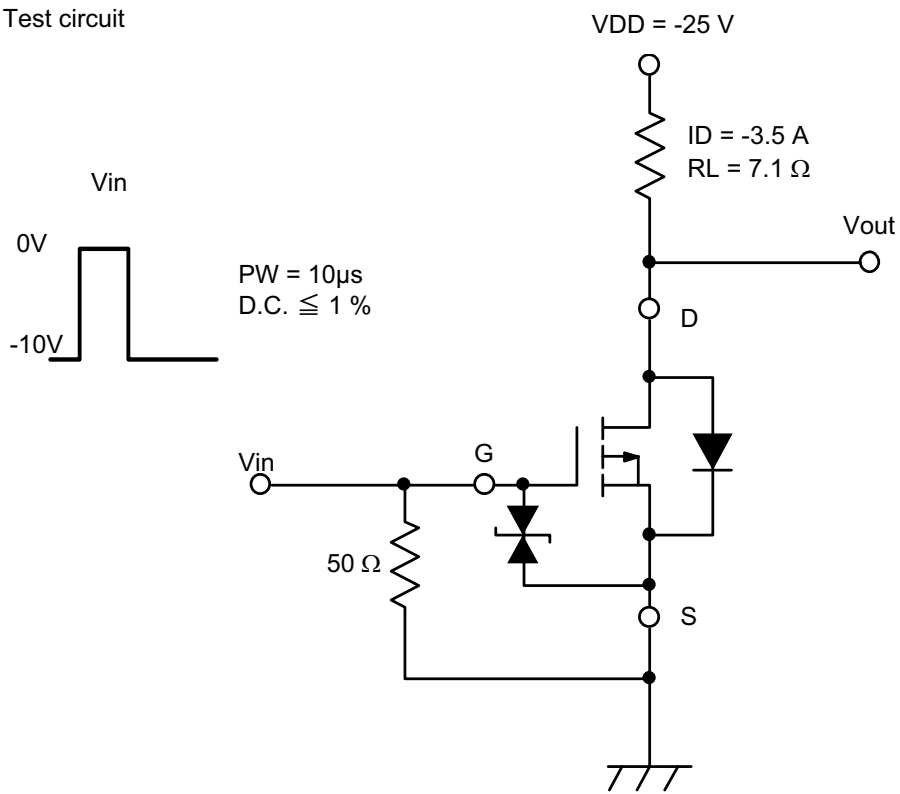 Test circuit
VDD = -25 V
ID = -3.5 A
RL = 7.1 Ω
Vin
Vout
0V
PW = 10μs
D.C. ≦ 1 %
-10V
D
G
Vin
50 Ω
S